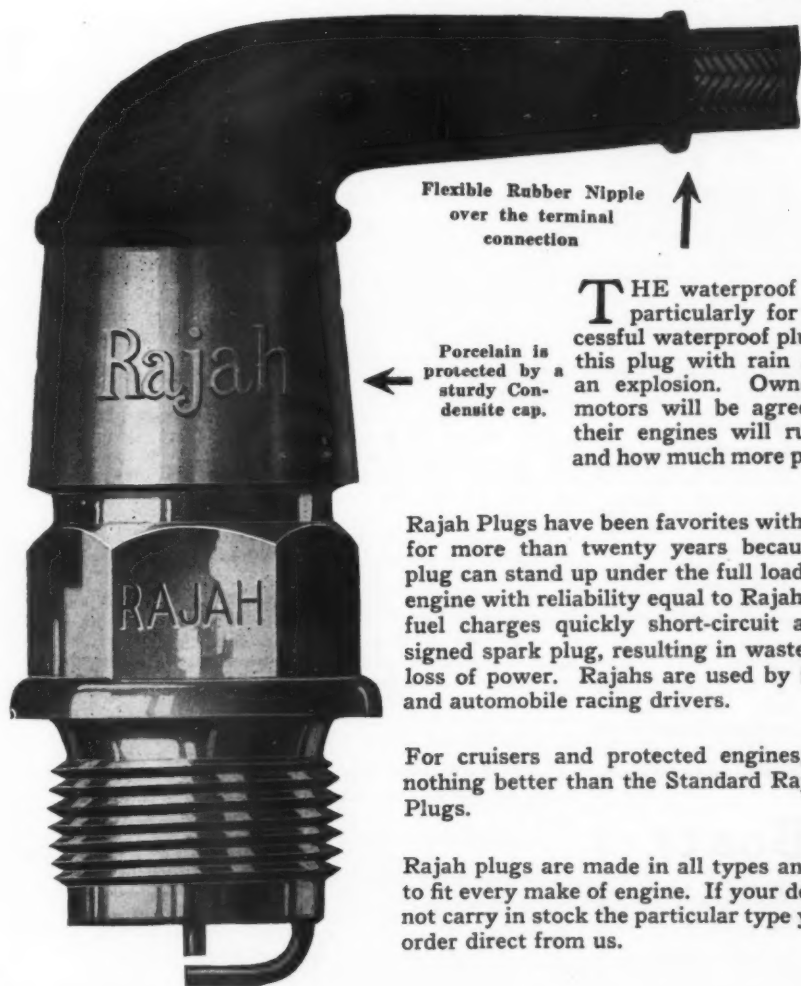 Flexible Rubber Nipple
over the terminal
connection
Rajah
Porcelain is
protected by a
sturdy Con-
densite cap.
RAJAH
THE waterproof
particularly for
cessful waterproof plu
this plug with rain
an explosion. Own
motors will be agree
their engines will ru
and how much more p
Rajah Plugs have been favorites with
for more than twenty years becau
plug can stand up under the full load
engine with reliability equal to Rajah
fuel charges quickly short-circuit a
signed spark plug, resulting in waste
loss of power. Rajahs are used by
and automobile racing drivers.
For cruisers and protected engines
nothing better than the Standard Ra
Plugs.
Rajah plugs are made in all types an
to fit every make of engine. If your de
not carry in stock the particular type y
order direct from us.